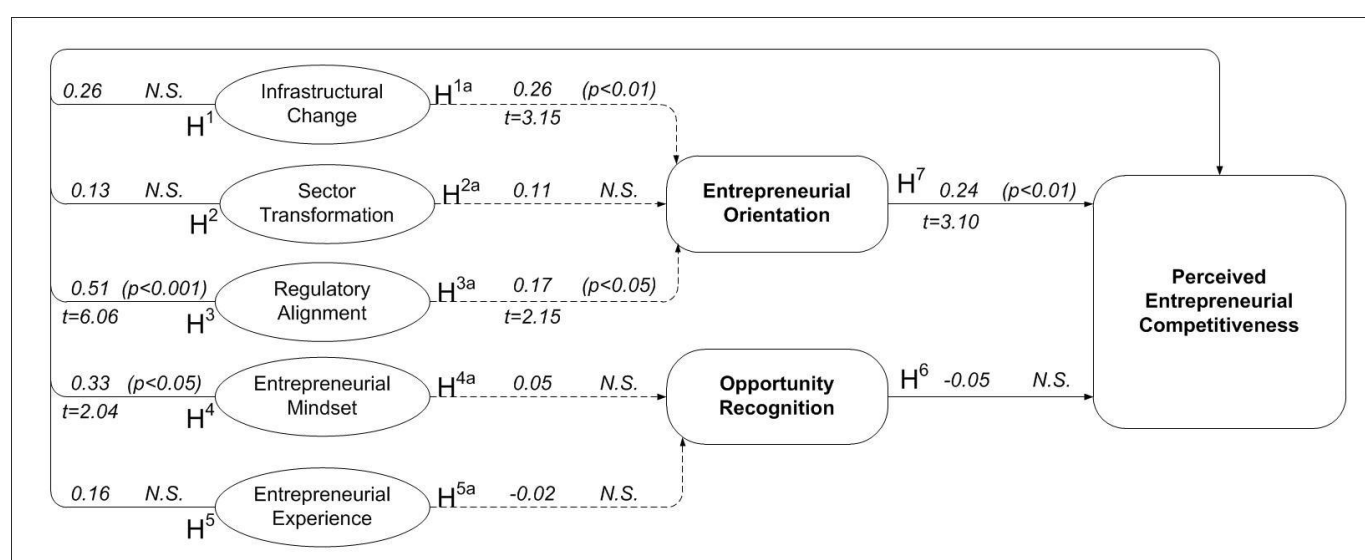 0.26 N.S.
H1
Infrastructural
Change
H1a
0.26 (p<0.01)
t=3.15
0.13 N.S.
H2
Sector
Transformation
H2a
0.11 N.S.
0.51 (p<0.001)
t=6.06
H3
Regulatory
Alignment
H3a
0.17 (p<0.05)
t=2.15
0.33 (p<0.05)
t=2.04
H4
Entrepreneurial
Mindset
H4a
0.05 N.S.
0.16 N.S.
H5
Entrepreneurial
Experience
H5a
-0.02 N.S.
Entrepreneurial
Orientation
H7
0.24 (p<0.01)
t=3.10
Opportunity
Recognition
H6
-0.05 N.S.
Perceived
Entrepreneurial
Competitiveness